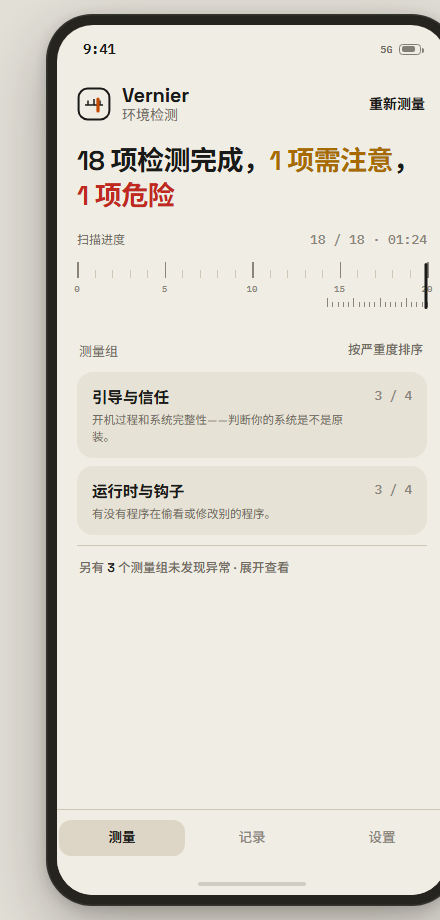 9:41
5G
Vernier
环境检测
重新测量
18 项检测完成，1 项需注意，
1 项危险
扫描进度
18 / 18 · 01:24
0 5 10 15
测量组
按严重度排序
引导与信任
3 / 4
开机过程和系统完整性——判断你的系统是不是不是原
装。
运行时与钩子
3 / 4
有没有程序在偷看或修改别的程序。
另有 3 个测量组未发现异常 · 展开查看
测量
记录
设置